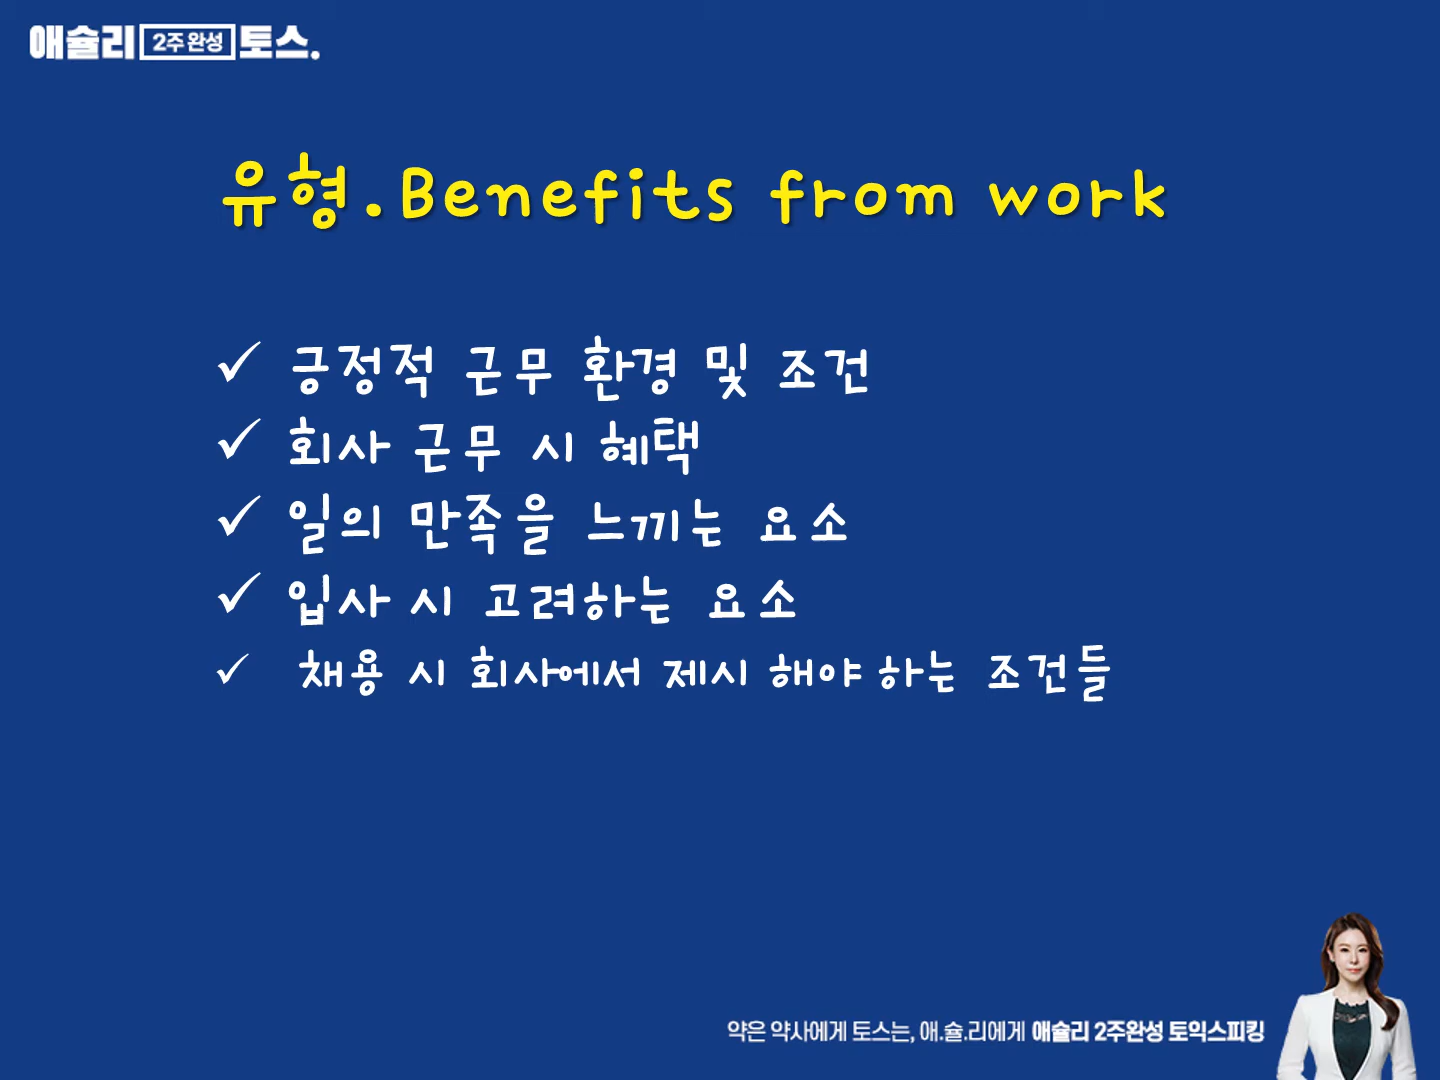 애슐리 2주완성 토스.
유형.Benefits from work
✓ 긍정적 근무 환경 및 조건
✓ 회사 근무 시 혜택
✓ 일의 만족을 느끼는 요소
✓ 입사 시 고려하는 요소
✓ 채용 시 회사에서 제시 해야 하는 조건들
약은 약사에게 토스는, 애.슐.리에게 애슐리 2주완성 토익스피킹